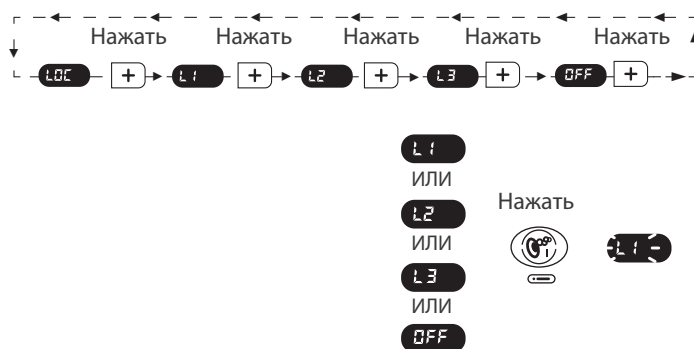 Нажать Нажать Нажать Нажать Нажать
LOC + L1 + L2 + L3 + OFF +
L1
ИЛИ
L2
Нажать
ИЛИ
L1
L3
ИЛИ
OFF